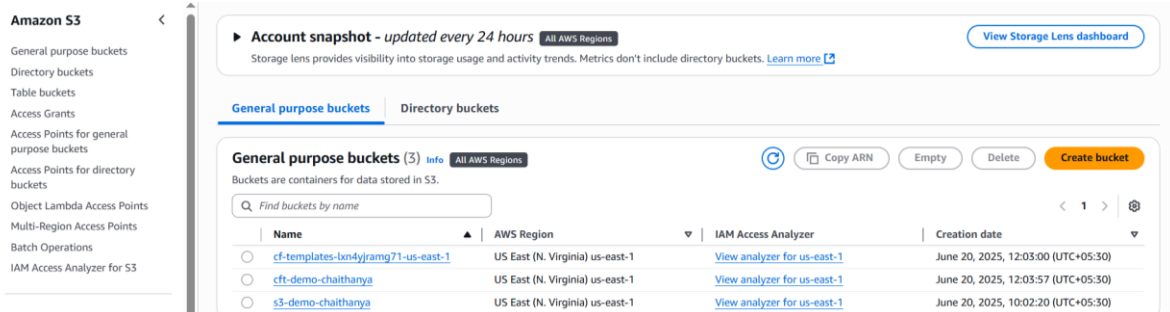 Amazon S3
General purpose buckets
Directory buckets
Table buckets
Access Grants
Access Points for general
purpose buckets
Access Points for directory
buckets
Object Lambda Access Points
Multi-Region Access Points
Batch Operations
IAM Access Analyzer for S3
Account snapshot - updated every 24 hours All AWS Regions
View Storage Lens dashboard
Storage lens provides visibility into storage usage and activity trends. Metrics don't include directory buckets. Learn more
General purpose buckets Directory buckets
General purpose buckets (3) Info All AWS Regions
Copy ARN Empty Delete Create bucket
Buckets are containers for data stored in S3.
Find buckets by name
1
Name AWS Region IAM Access Analyzer Creation date
cf-templates-lxn4yjramg71-us-east-1 US East (N. Virginia) us-east-1 View analyzer for us-east-1 June 20, 2025, 12:03:00 (UTC+05:30)
cft-demo-chaithanya US East (N. Virginia) us-east-1 View analyzer for us-east-1 June 20, 2025, 12:03:57 (UTC+05:30)
s3-demo-chaithanya US East (N. Virginia) us-east-1 View analyzer for us-east-1 June 20, 2025, 10:02:20 (UTC+05:30)